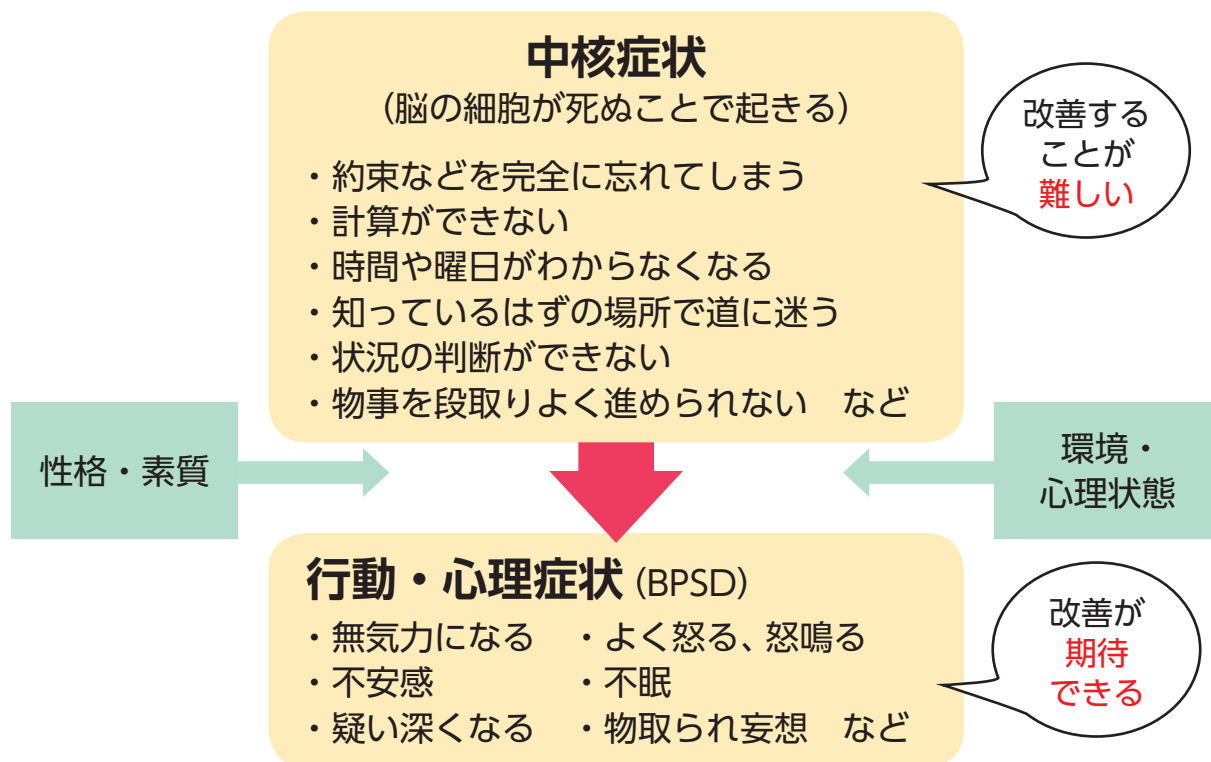 中核症状
（脳の細胞が死ぬことで起きる）
・約束などを完全に忘れてしまう
・計算ができない
・時間や曜日がわからなくなる
・知っているはずの場所で道に迷う
・状況の判断ができない
・物事を段取りよく進められない　など
改善する
ことが
難しい
性格・素質
環境・
心理状態
行動・心理症状 (BPSD)
・無気力になる　・よく怒る、怒鳴る
・不安感　・不眠
・疑い深くなる　・物取られ妄想　など
改善が
期待
できる